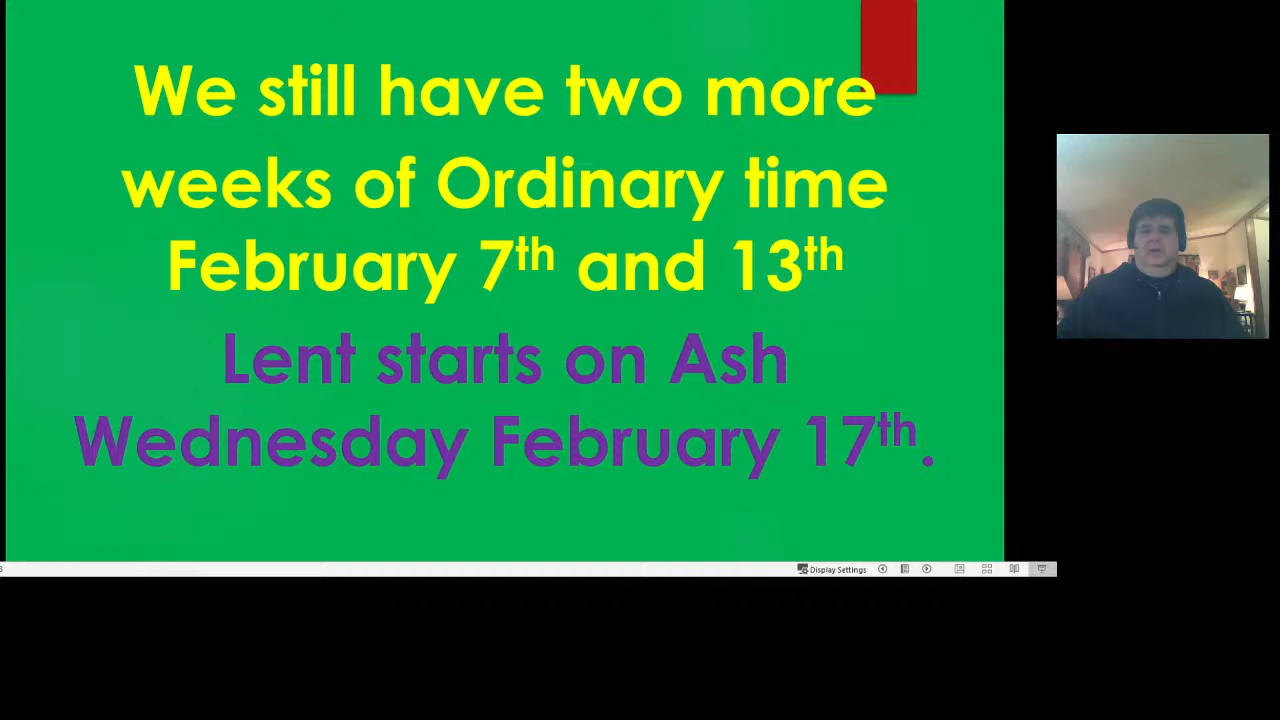 We still have two more
weeks of Ordinary time
February 7th and 13th
Lent starts on Ash
Wednesday February 17th.
Display Settings